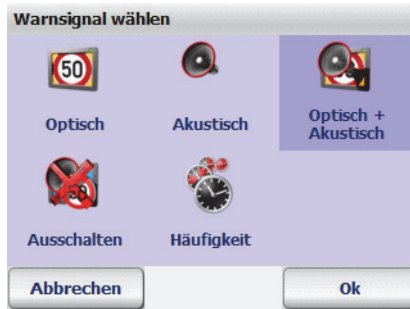 Warnsignal wählen
50
Optisch
Akustisch
Optisch +
Akustisch
Ausschalten
Häufigkeit
Abbrechen
Ok